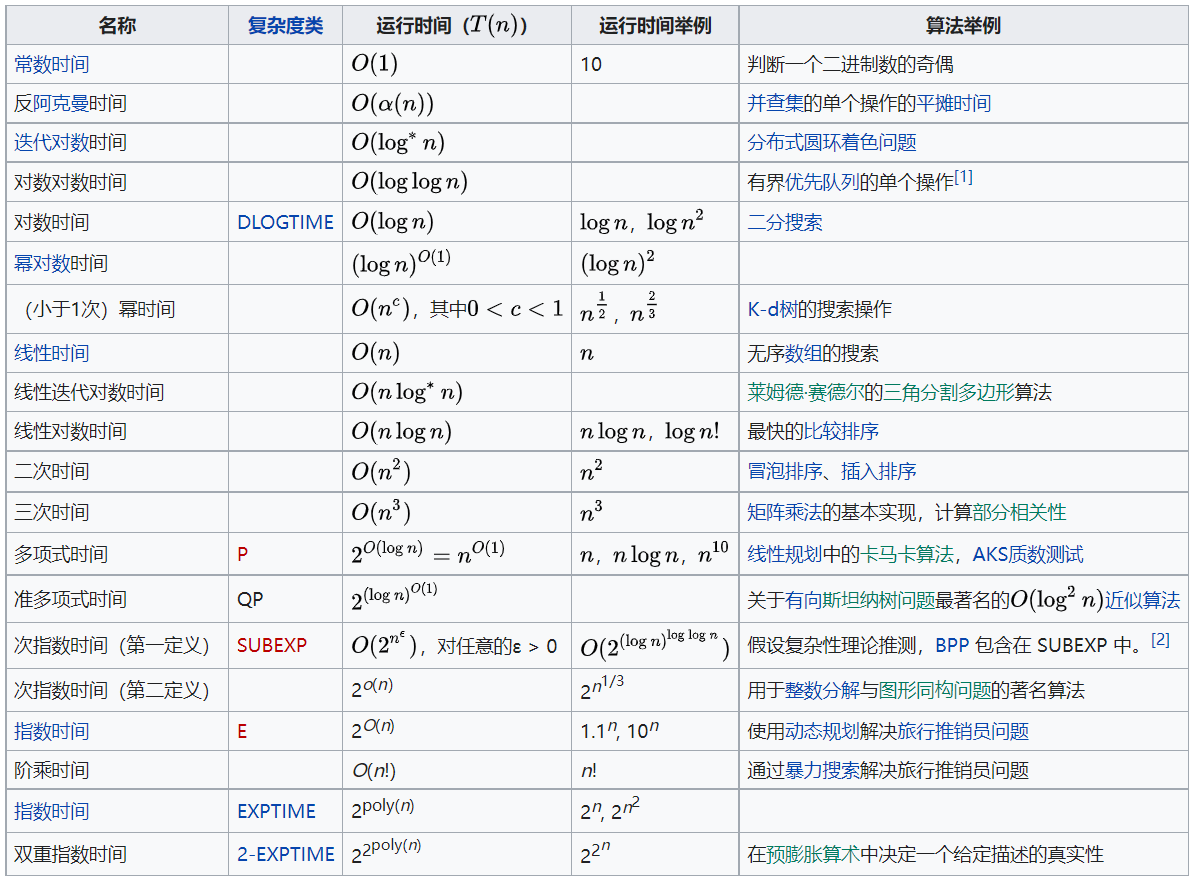 名称 复杂度类 运行时间（T(n)） 运行时间举例 算法举例
常数时间 O(1) 10 判断一个二进制数的奇偶
反阿克曼时间 O(α(n)) 并查集的单个操作的平摊时间
迭代对数时间 O(log* n) 分布式圆环着色问题
对数对数时间 O(log log n) 有界优先队列的单个操作[1]
对数时间 DLOGTIME O(log n) log n，log n² 二分搜索
幂对数时间 (log n)^O(1) (log n)²
（小于1次）幂时间 O(n^c)，其中0 < c < 1 n^(1/2)，n^(2/3) K-d树的搜索操作
线性时间 O(n) n 无序数组的搜索
线性迭代对数时间 O(n log* n) 莱姆德·赛德尔的三角分割多边形算法
线性对数时间 O(n log n) n log n，log n! 最快的比较排序
二次时间 O(n²) n² 冒泡排序、插入排序
三次时间 O(n³) n³ 矩阵乘法的基本实现，计算部分相关性
多项式时间 P 2^O(log n) = n^O(1) n，n log n，n^10 线性规划中的卡马卡算法，AKS质数测试
准多项式时间 QP 2^((log n)^O(1)) 关于有向斯坦纳树问题最著名的O(log² n)近似算法
次指数时间（第一定义） SUBEXP O(2^(n^ϵ))，对任意的ε > 0 O(2^((log n)^(log log n))) 假设复杂性理论推测，BPP 包含在 SUBEXP 中。[2]
次指数时间（第二定义） 2^o(n) 2^(n^(1/3)) 用于整数分解与图形同构问题的著名算法
指数时间 E 2^O(n) 1.1^n, 10^n 使用动态规划解决旅行推销员问题
阶乘时间 O(n!) n! 通过暴力搜索解决旅行推销员问题
指数时间 EXPTIME 2^poly(n) 2^n, 2^(n²)
双重指数时间 2-EXPTIME 2^(2^poly(n)) 2^(2^n) 在预膨胀算术中决定一个给定描述的真实性